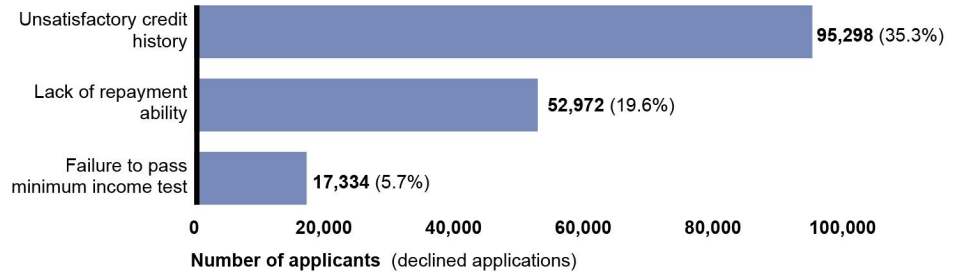 Unsatisfactory credit
history
95,298 (35.3%)
Lack of repayment
ability
52,972 (19.6%)
Failure to pass
minimum income test
17,334 (5.7%)
0 20,000 40,000 60,000 80,000 100,000
Number of applicants (declined applications)